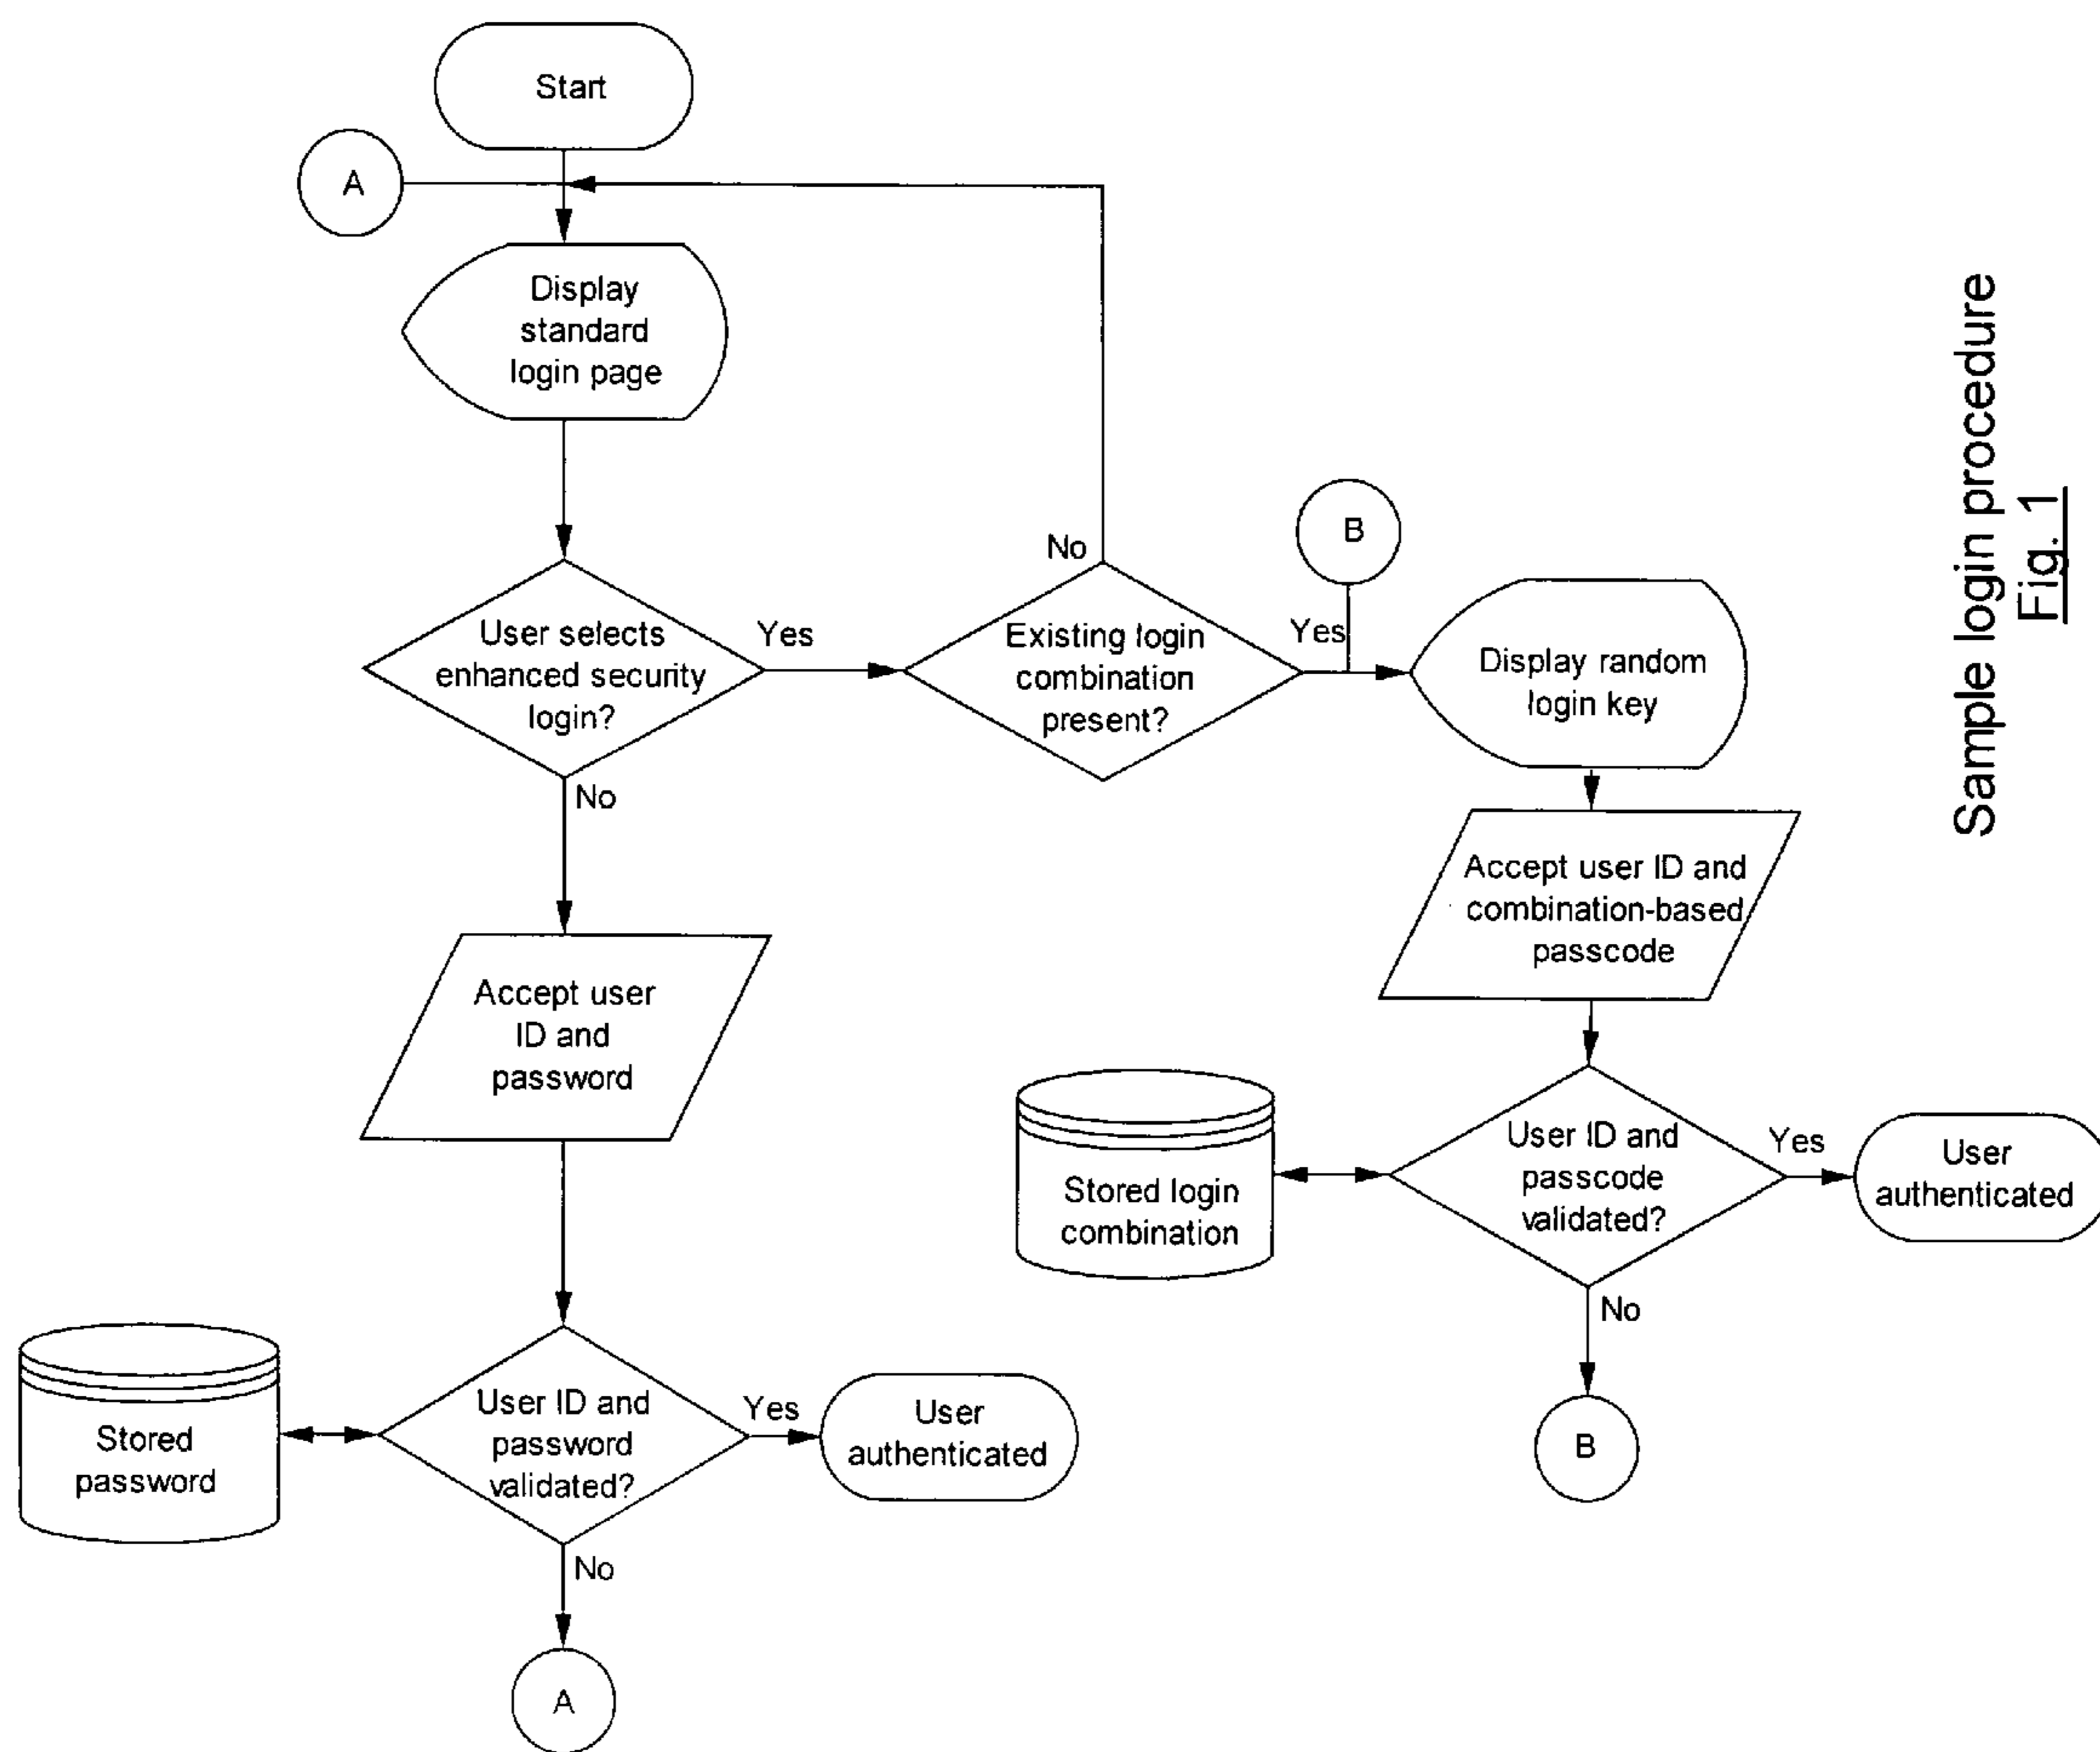 Start
A
Display
standard
login page
User selects
enhanced security
login?
Yes
No
Existing login
combination
present?
No
Yes
B
Display random
login key
Accept user ID and
combination-based
passcode
Accept user
ID and
password
Stored login
combination
User ID and
passcode
validated?
Yes
User
authenticated
No
B
Stored
password
User ID and
password
validated?
Yes
User
authenticated
No
A
Sample login procedure
Fig. 1